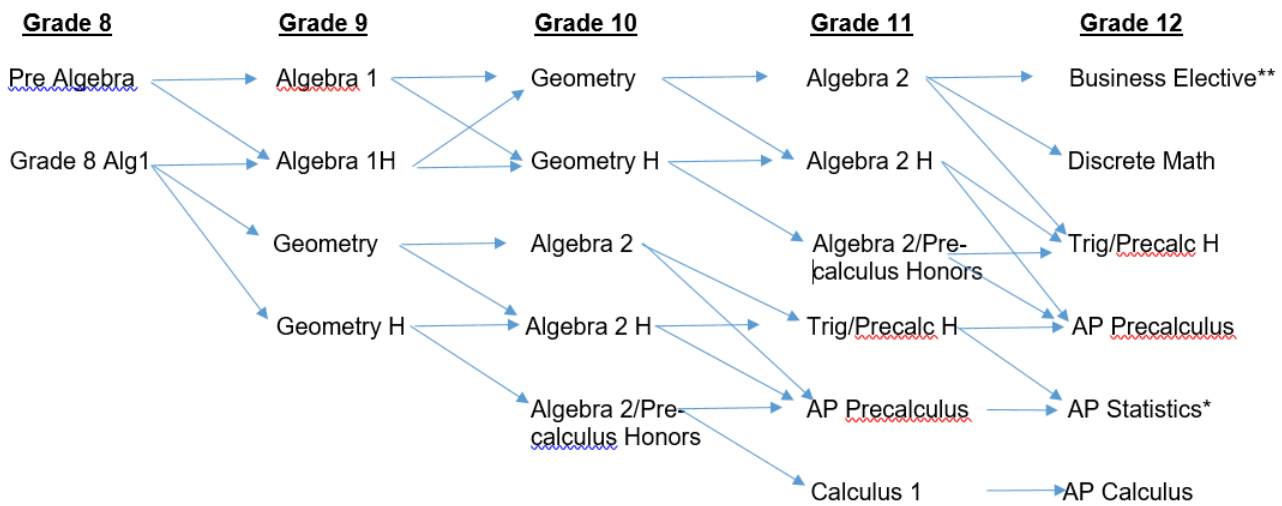 Grade 8 Grade 9 Grade 10 Grade 11 Grade 12
Pre Algebra Algebra 1 Geometry Algebra 2 Business Elective**
Grade 8 Alg1 Algebra 1H Geometry H Algebra 2 H Discrete Math
Geometry Algebra 2 Algebra 2/Pre- Trig/Precalc H
calculus Honors
Geometry H Algebra 2 H Trig/Precalc H AP Precalculus
Algebra 2/Pre- AP Precalculus AP Statistics*
calculus Honors
Calculus 1 AP Calculus